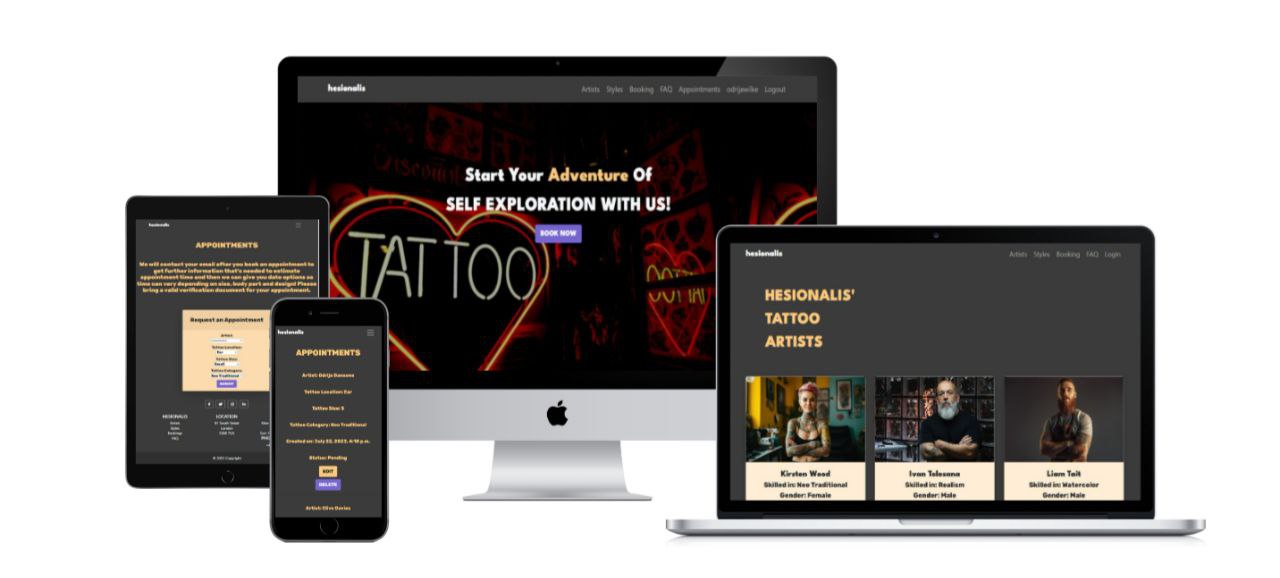 hesionalis
Artists Styles Booking FAQ Appointments odrijewilke Logout
Discount
Start Your Adventure Of
SELF EXPLORATION WITH US!
BOOK NOW
TATTOO
hesionalis
APPOINTMENTS
We will contact your email after you book an appointment to
get further information that's needed to estimate
appointment time and then we can give you date options as
time can vary depending on size, body part and design! Please
bring a valid verification document for your appointment.
Request an Appointment
Artist:
Tattoo Location:
Ear
Tattoo Size:
Small
Tattoo Category:
Neo Traditional
SUBMIT
HESIONALIS
Artists
Styles
Bookings
FAQ
LOCATION
London
© 2023 Copyright
hesionalis
APPOINTMENTS
Tattoo Location: Ear
Tattoo Size: S
Tattoo Category: Neo Traditional
Created on: July 22, 2023, 4:18 p.m.
Status: Pending
EDIT
DELETE
Artist: Clive Davies
hesionalis
Artists Styles Booking FAQ Login
HESIONALIS'
TATTOO
ARTISTS
Kirsten Wood
Skilled in: Neo Traditional
Gender: Female
Ivan Tolesana
Skilled in: Realism
Gender: Male
Liam Tait
Skilled in: Watercolor
Gender: Male